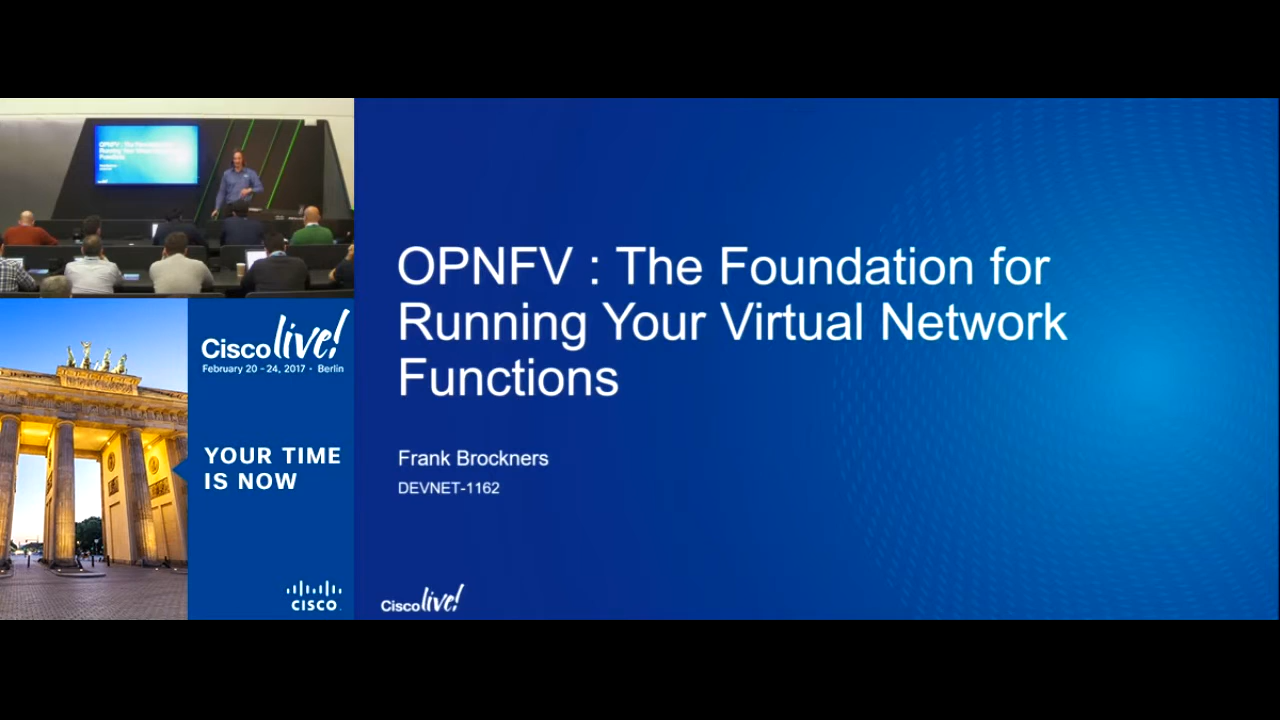 OPNFV : The Foundation for
Running Your Virtual Network
Functions
Frank Brockners
DEVNET-1162
Cisco live!
Cisco live!
February 20 - 24, 2017 • Berlin
YOUR TIME
IS NOW
CISCO